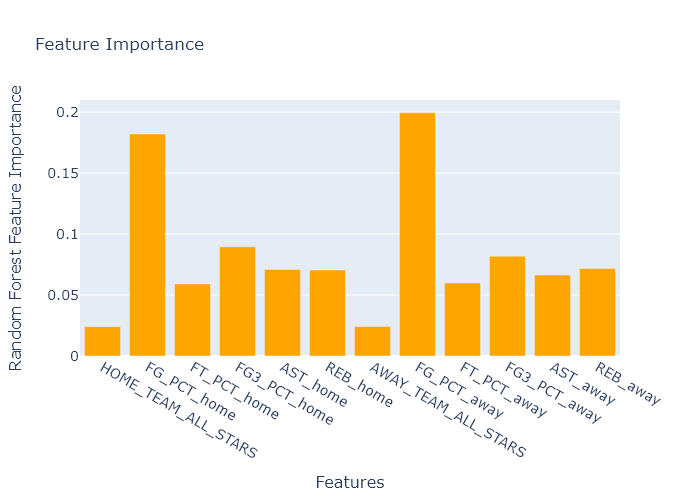 Feature Importance
Random Forest Feature Importance
0.2
0.15
0.1
0.05
0
HOME_TEAM_ALL_STARS
FG_PCT_home
FT_PCT_home
FG3_PCT_home
AST_home
REB_home
AWAY_TEAM_ALL_STARS
FG_PCT_away
FT_PCT_away
FG3_PCT_away
AST_away
REB_away
Features